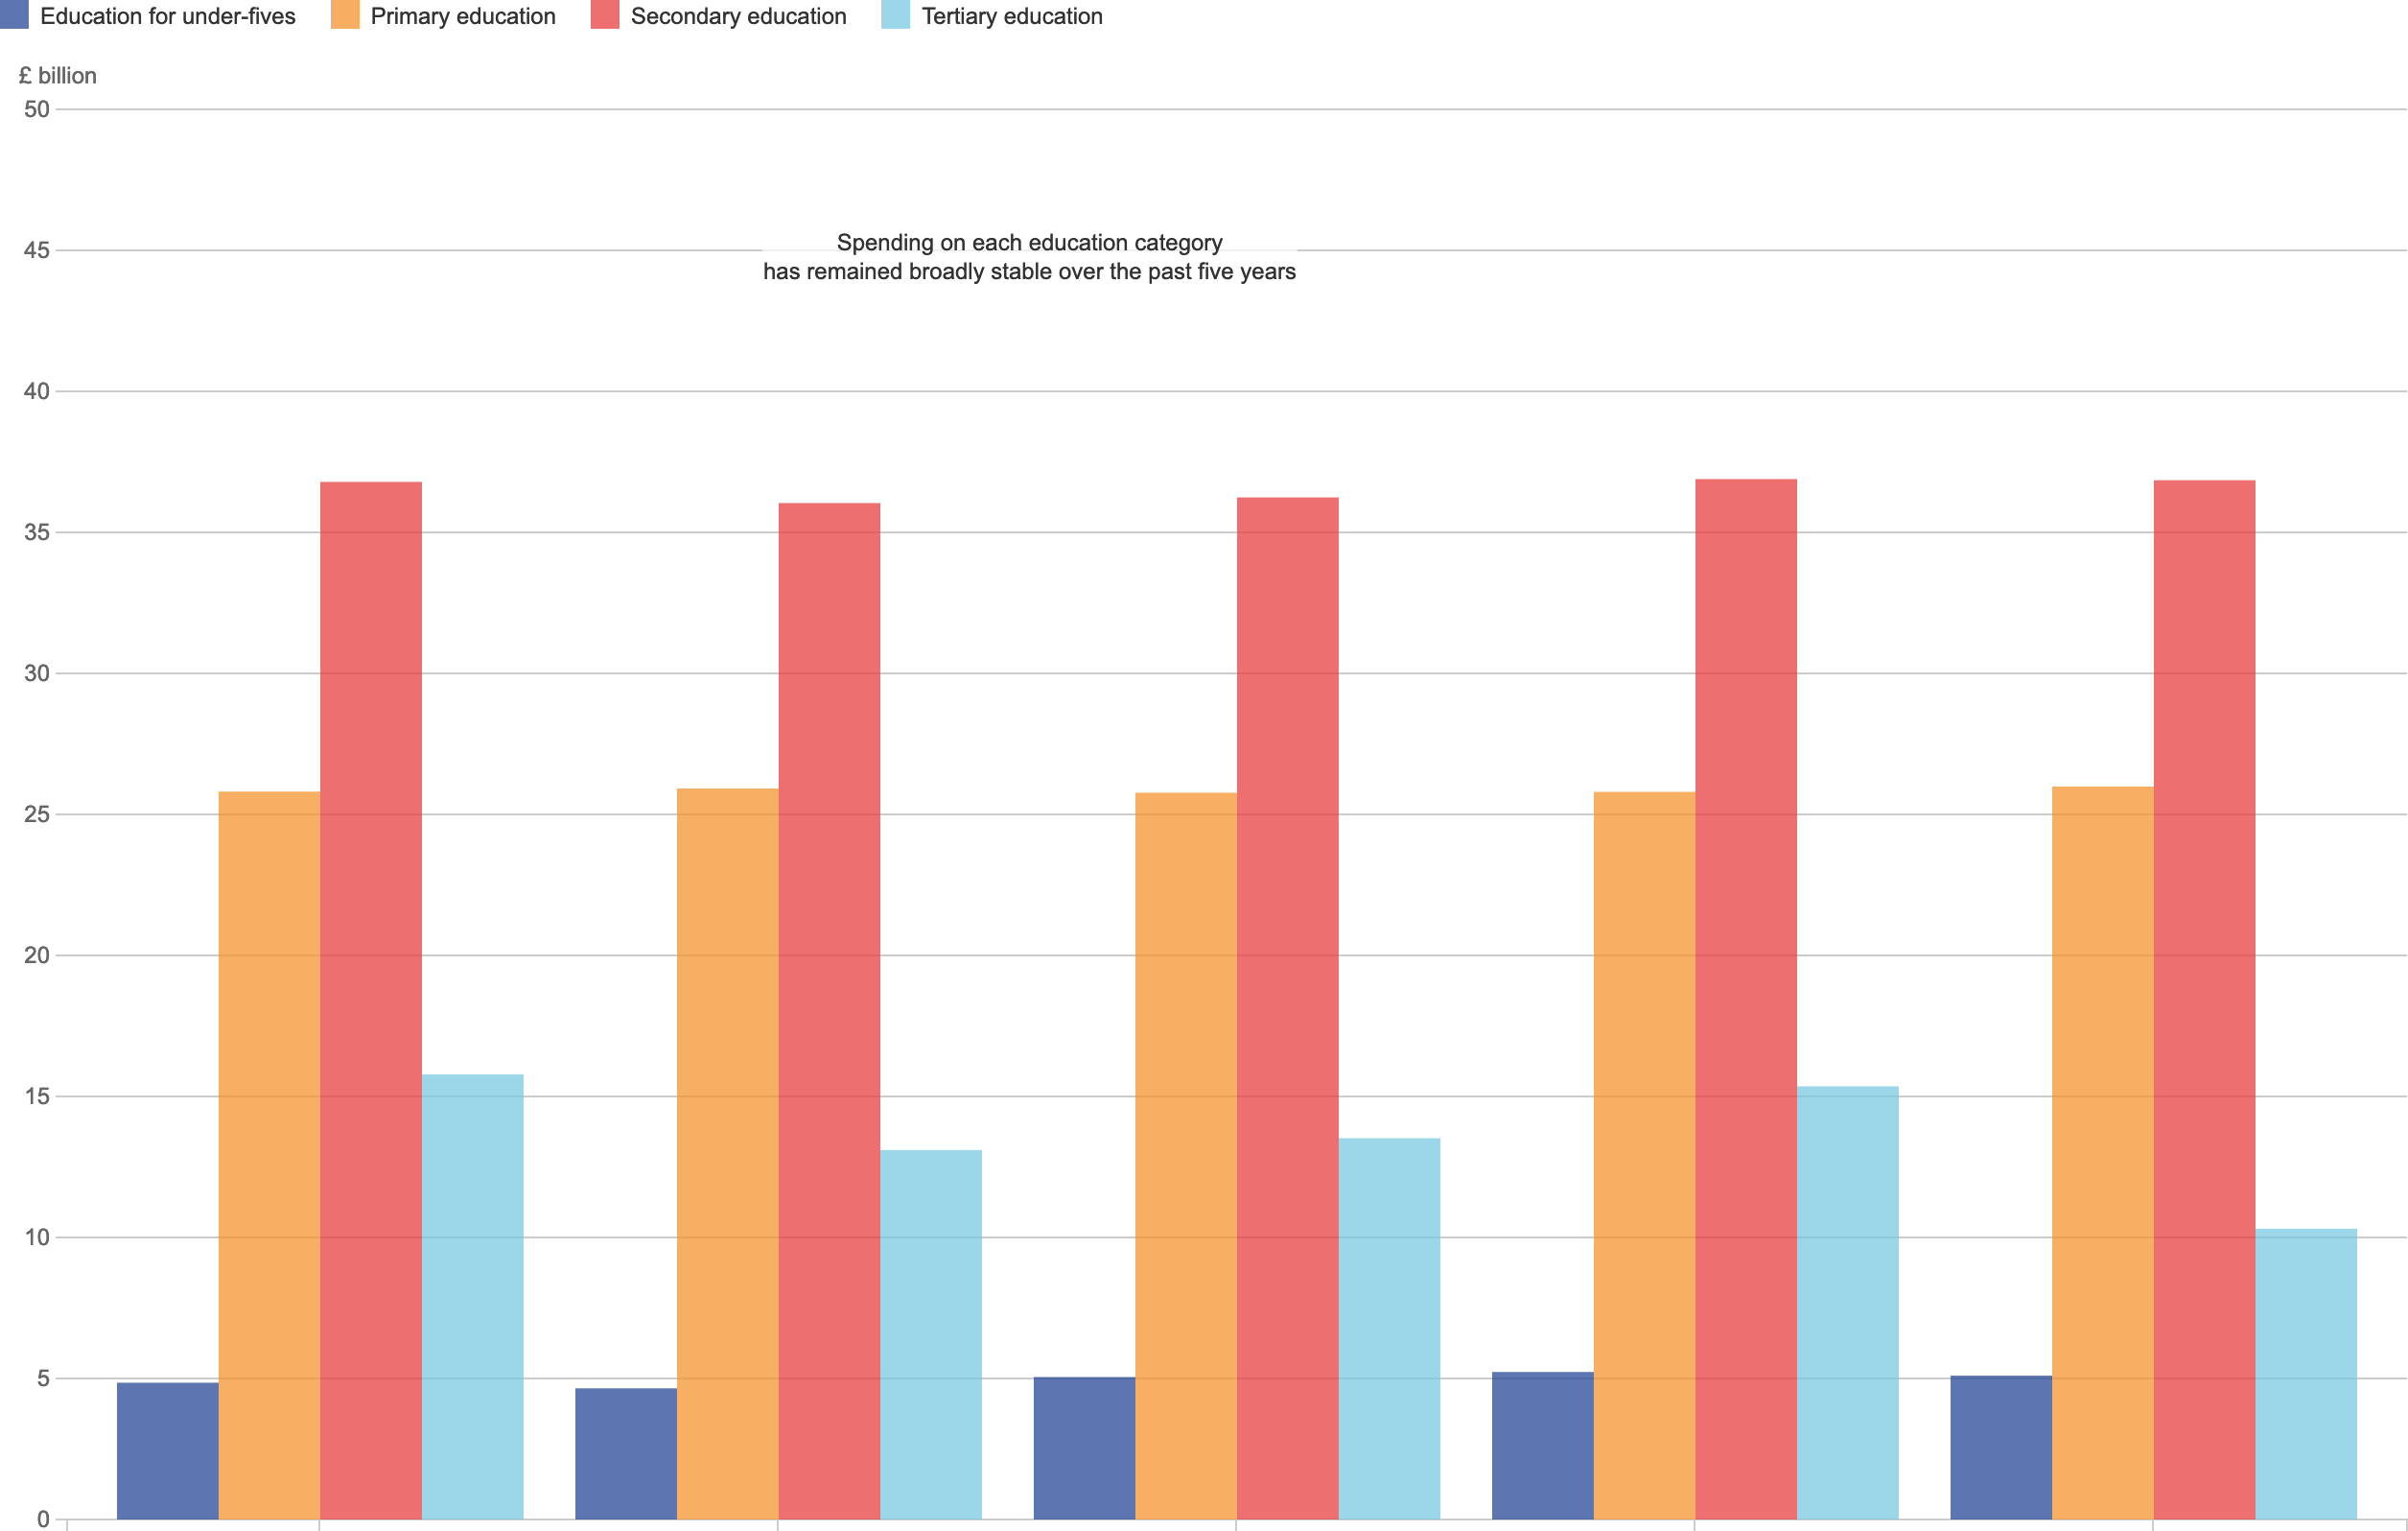 Education for under-fives Primary education Secondary education Tertiary education
£ billion
50
45
Spending on each education category
has remained broadly stable over the past five years
40
35
30
25
20
15
10
5
0